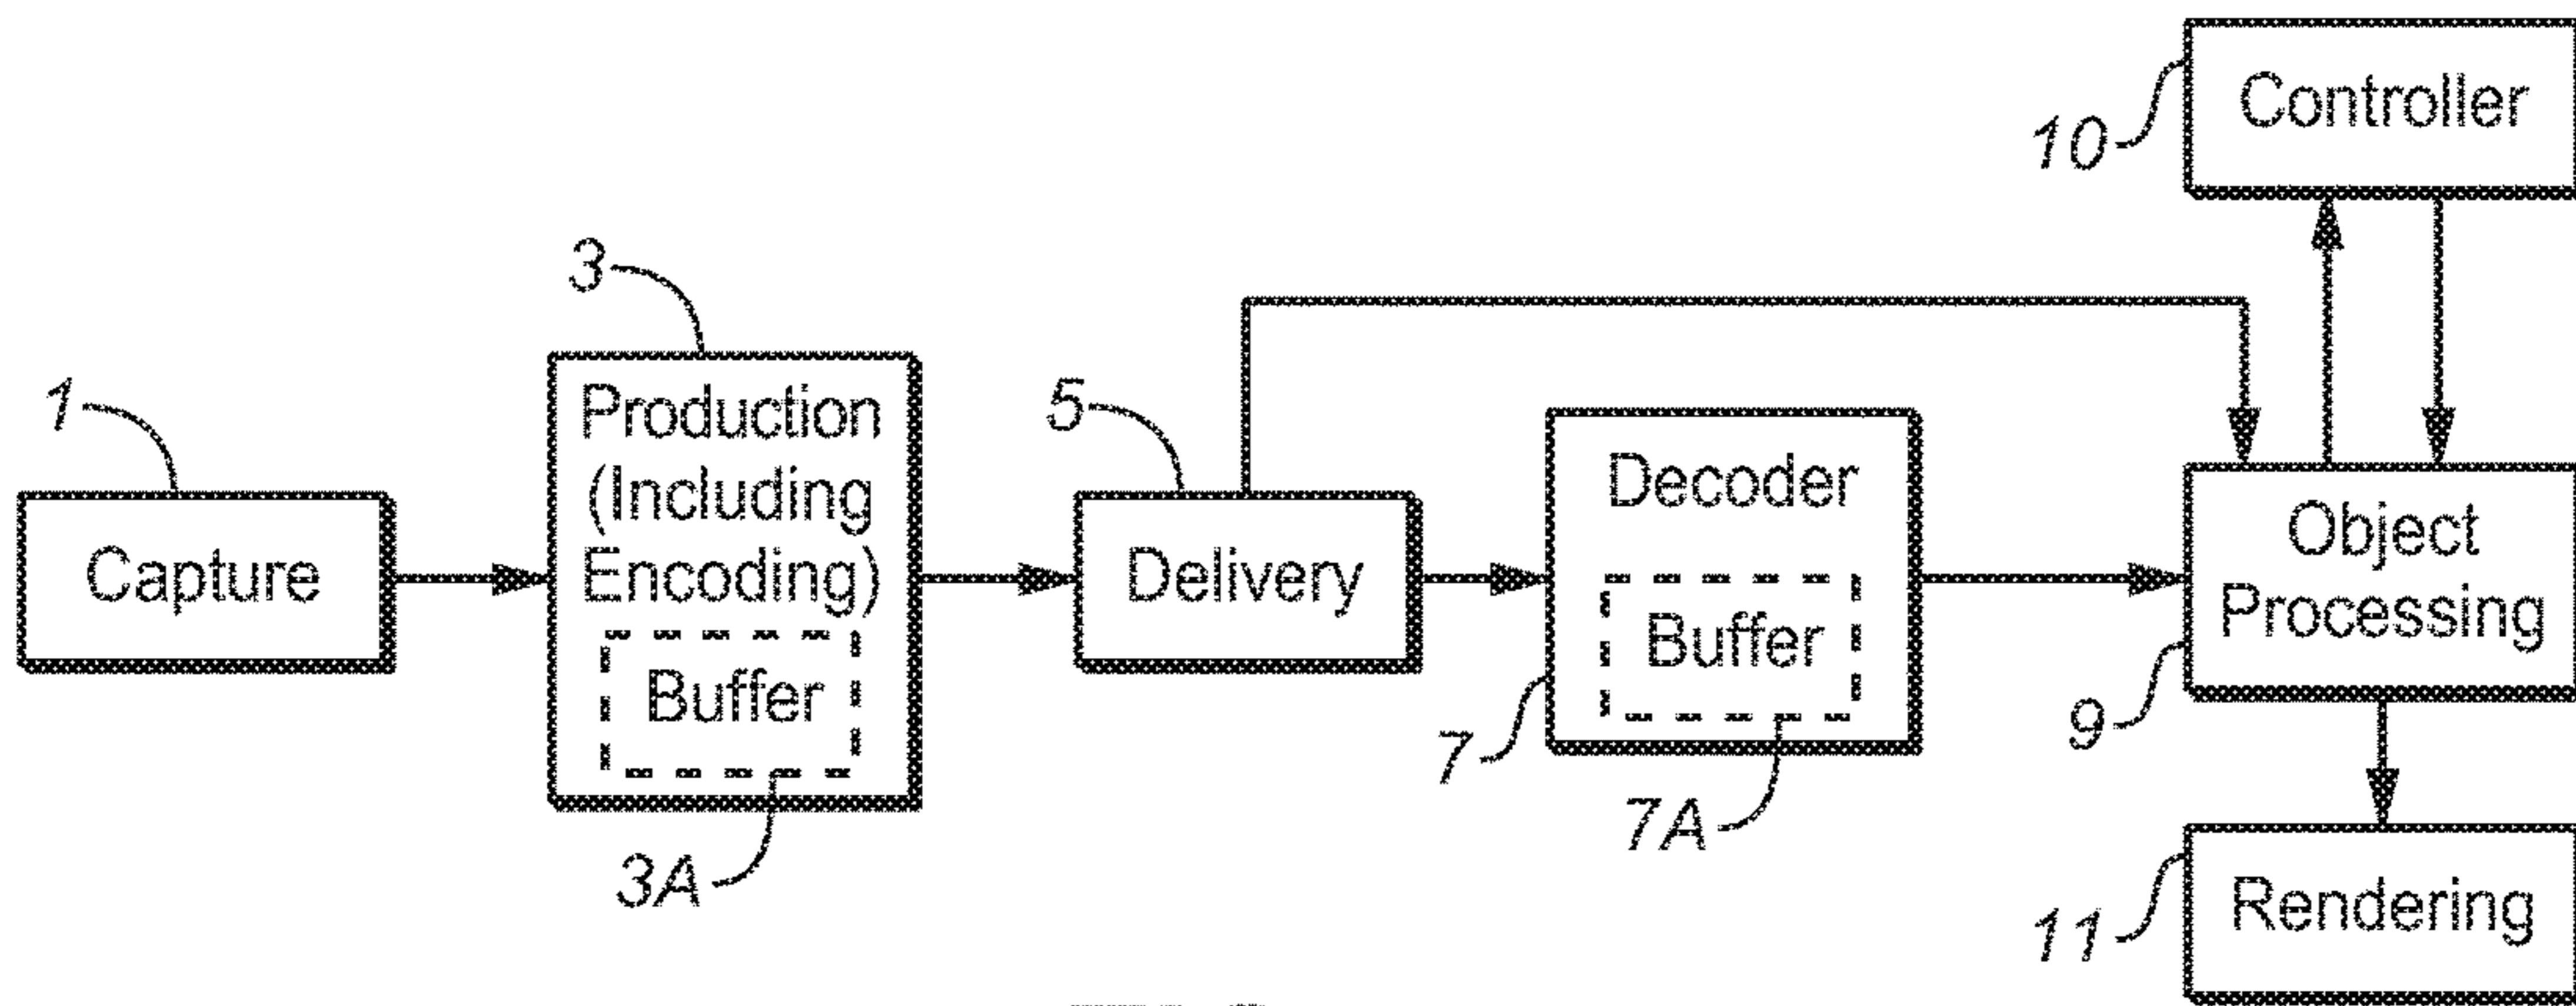 10
Controller
3
1
Capture
Production
(Including
Encoding)
Buffer
3A
5
Delivery
Decoder
Buffer
7
7A
Object
Processing
9
11
Rendering